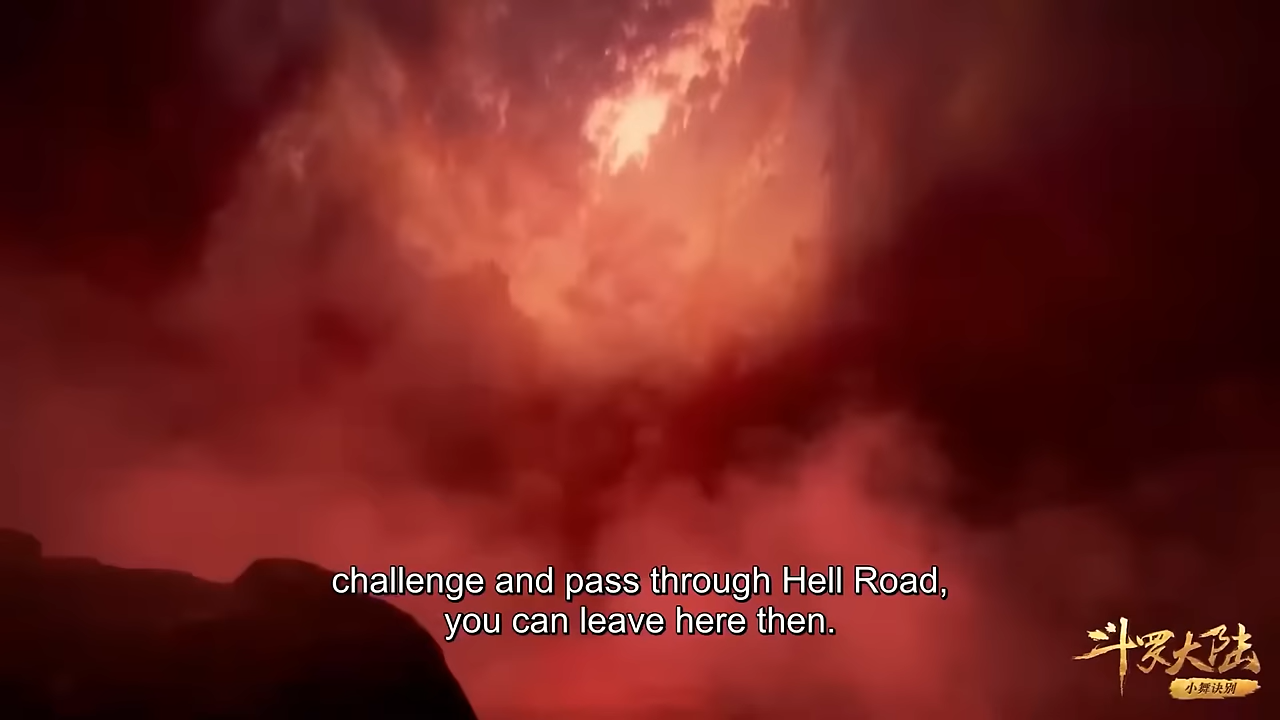 challenge and pass through Hell Road,
you can leave here then.
斗罗大陆
小舞诀别